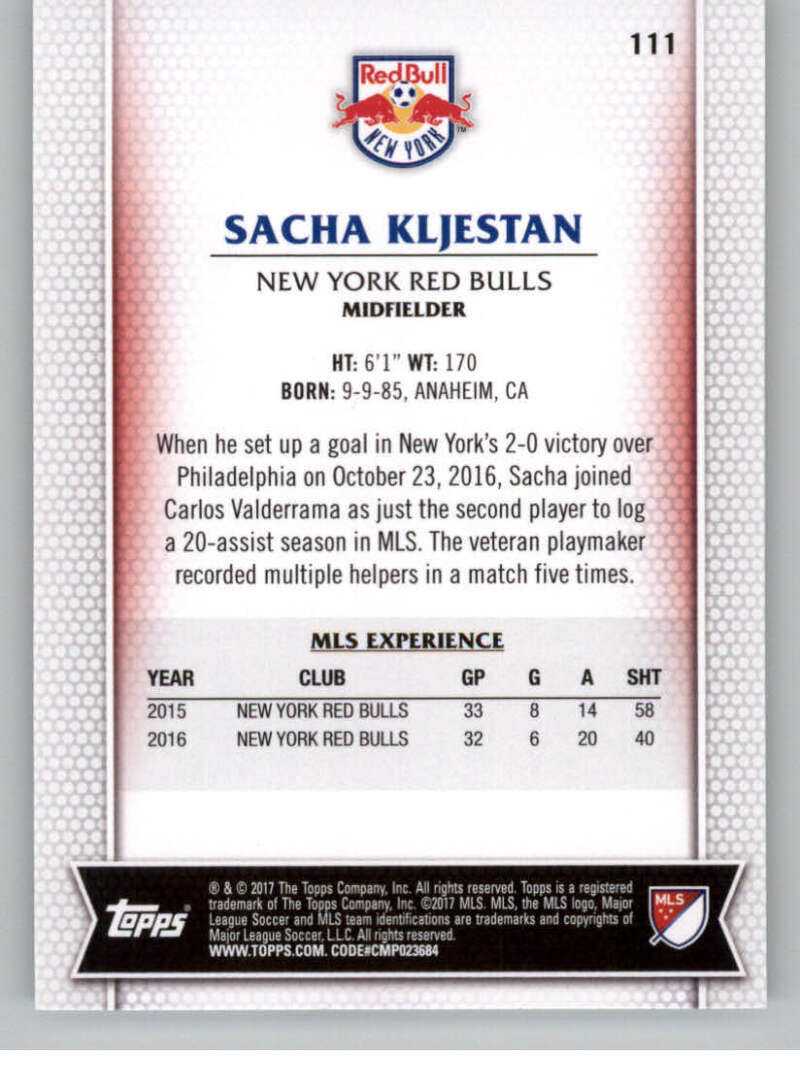 111
Red Bull
NEW YORK
TM
SACHA KLJESTAN
NEW YORK RED BULLS
MIDFIELDER
HT: 6'1" WT: 170
BORN: 9-9-85, ANAHEIM, CA
When he set up a goal in New York's 2-0 victory over
Philadelphia on October 23, 2016, Sacha joined
Carlos Valderrama as just the second player to log
a 20-assist season in MLS. The veteran playmaker
recorded multiple helpers in a match five times.
MLS EXPERIENCE
YEAR CLUB GP G A SHT
2015 NEW YORK RED BULLS 33 8 14 58
2016 NEW YORK RED BULLS 32 6 20 40
Topps®
® & © 2017 The Topps Company, Inc. All rights reserved. Topps is a registered
trademark of The Topps Company, Inc. ©2017 MLS. MLS, the MLS logo, Major
League Soccer and MLS team identifications are trademarks and copyrights of
Major League Soccer, L.L.C. All rights reserved.
WWW.TOPPS.COM. CODE#CMP023684
MLS